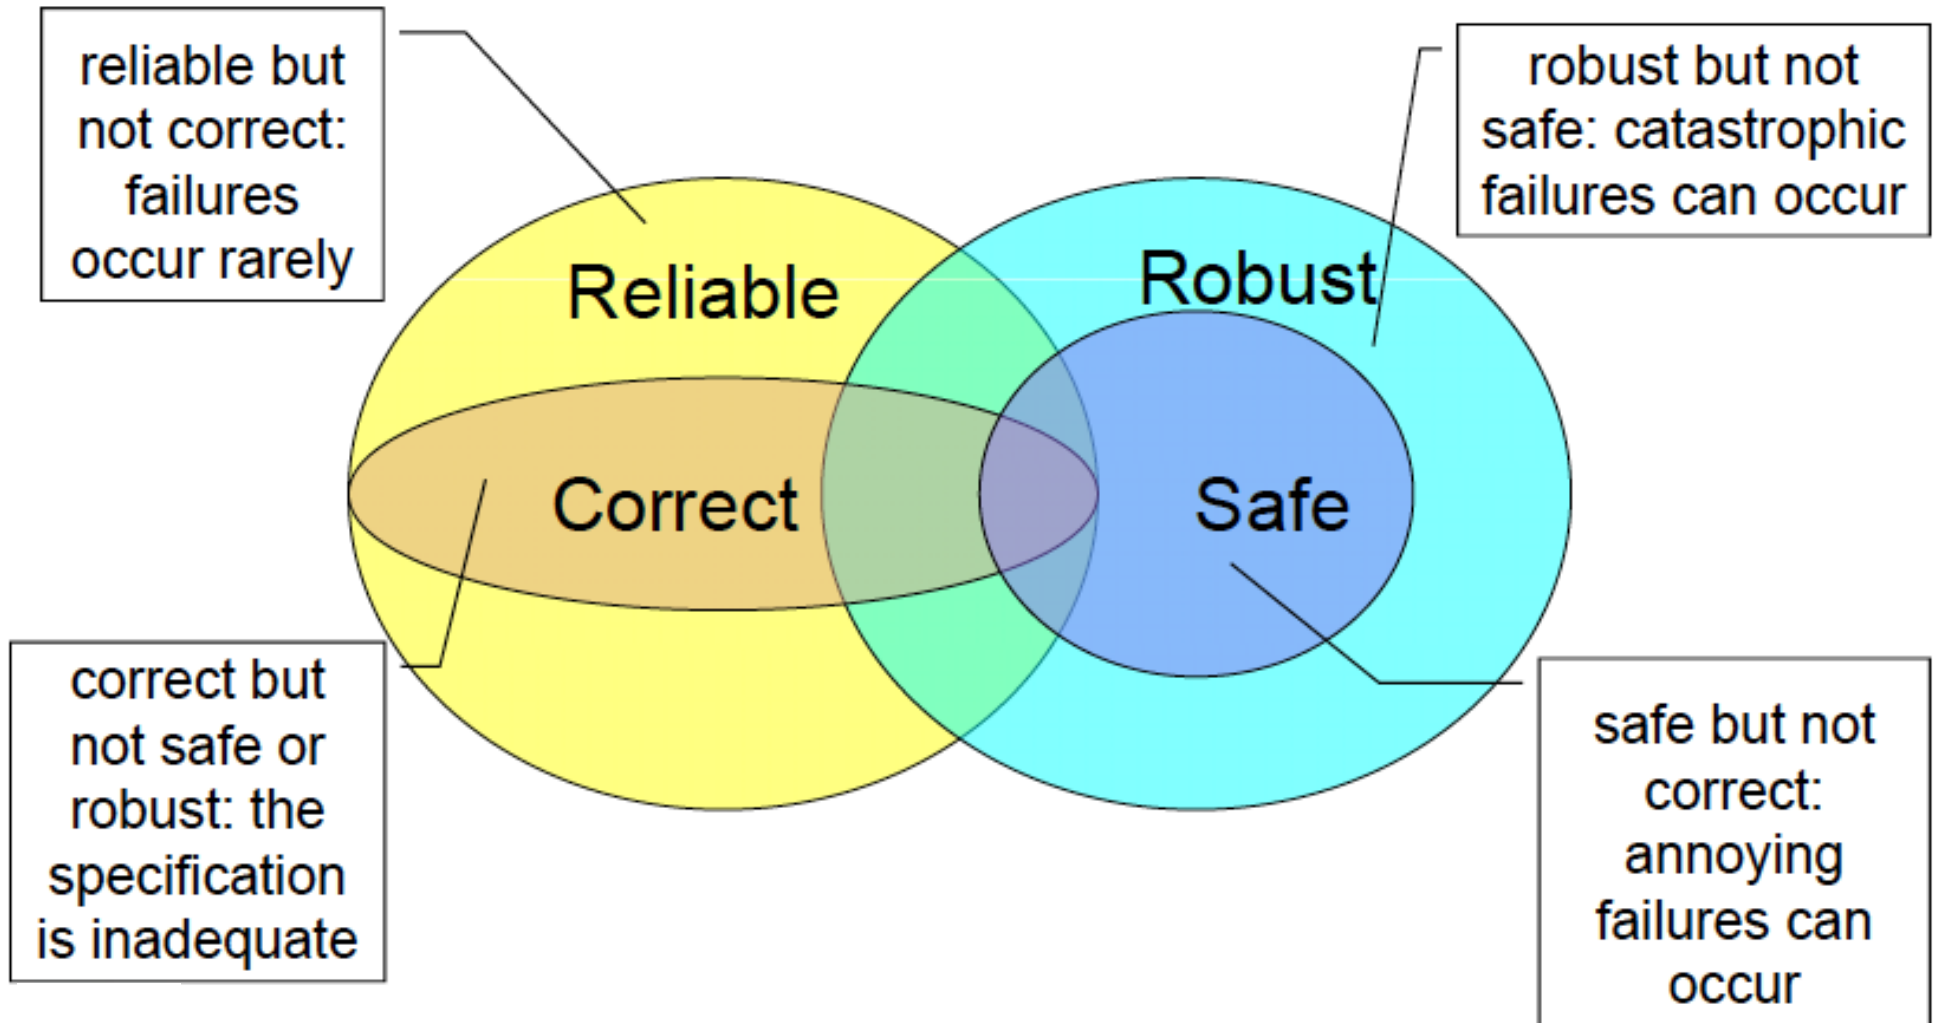 reliable but
not correct:
failures
occur rarely
robust but not
safe: catastrophic
failures can occur
Reliable
Robust
Correct
Safe
correct but
not safe or
robust: the
specification
is inadequate
safe but not
correct:
annoying
failures can
occur